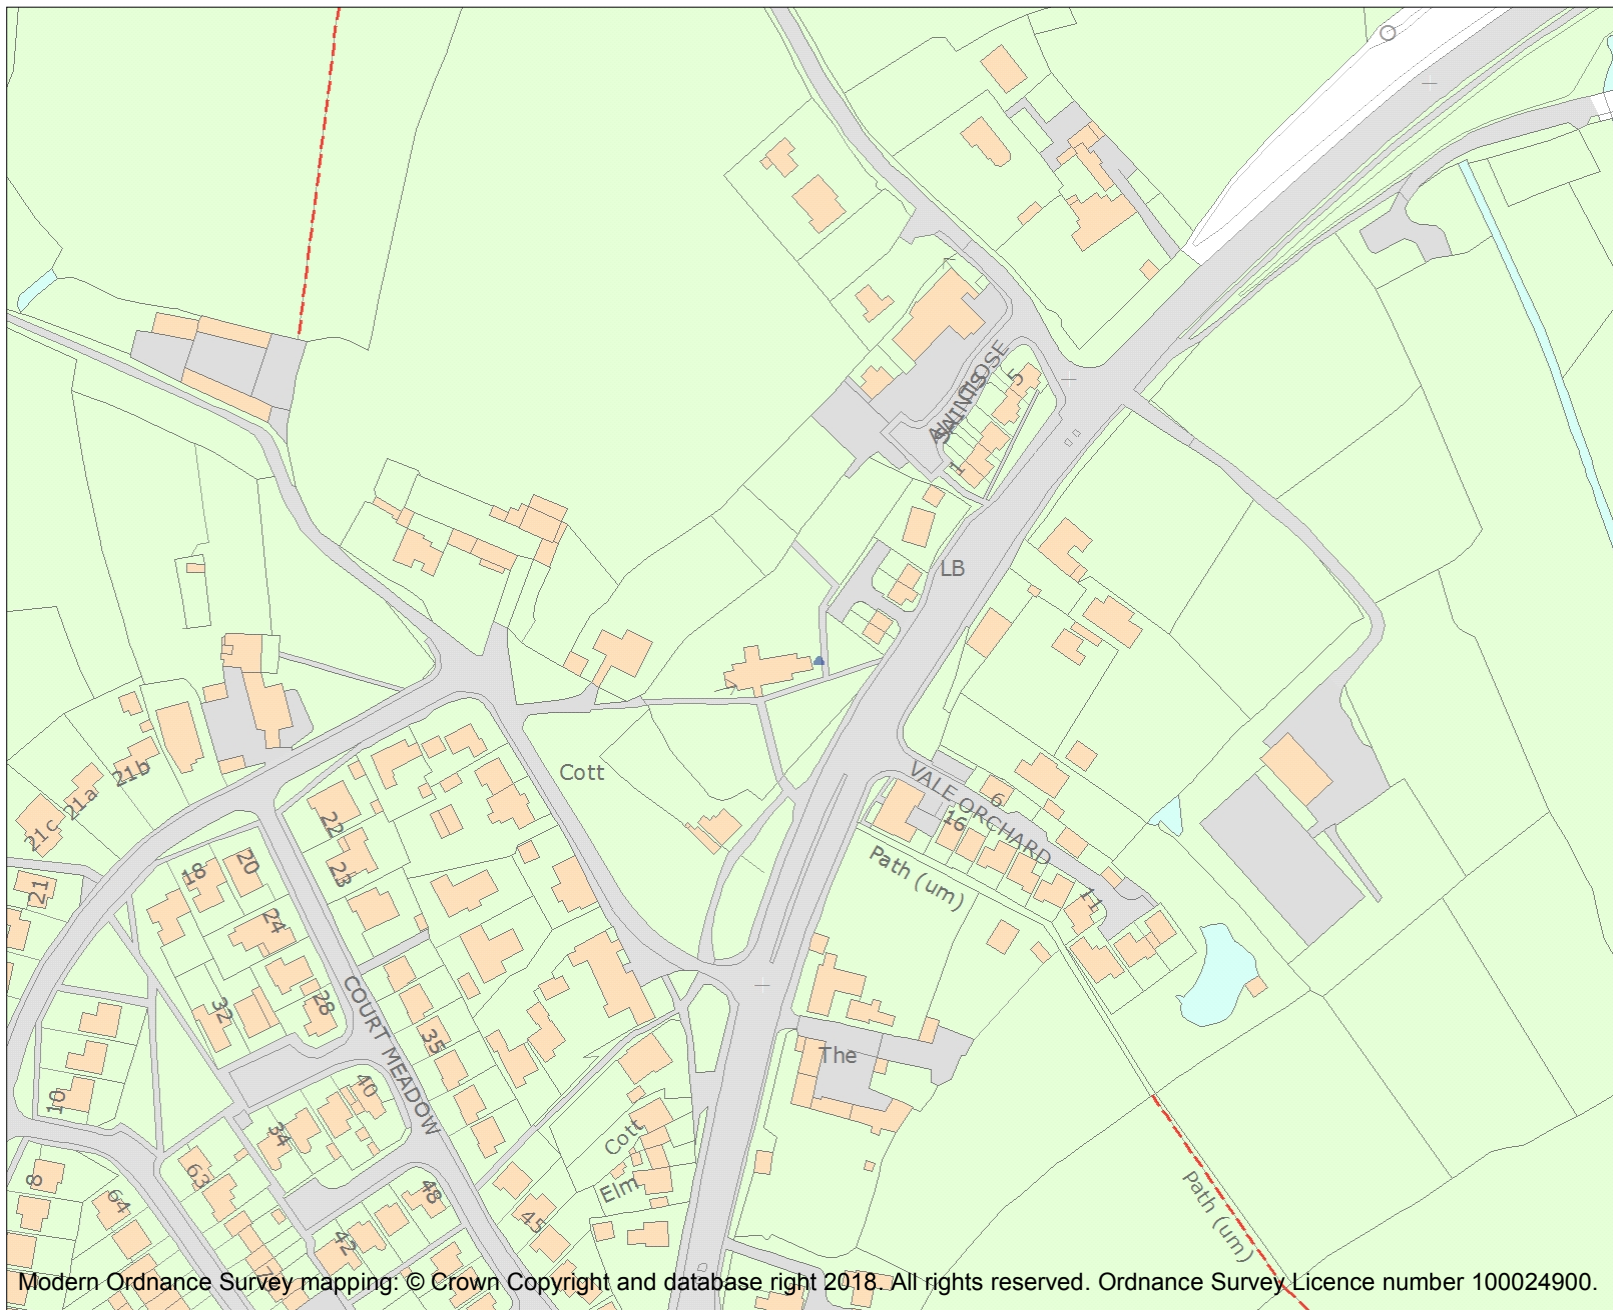 ALL SAINTS
CLOSE
5
1
LB
Cott
VALE ORCHARD
6
16
11
Path (um)
21b
21a
21c
21
22
23
18
20
24
28
32
35
COURT MEADOW
The
10
40
34
Cott
Elm
63
8
64
48
45
42
Path (um)
Modern Ordnance Survey mapping: © Crown Copyright and database right 2018. All rights reserved. Ordnance Survey Licence number 100024900.